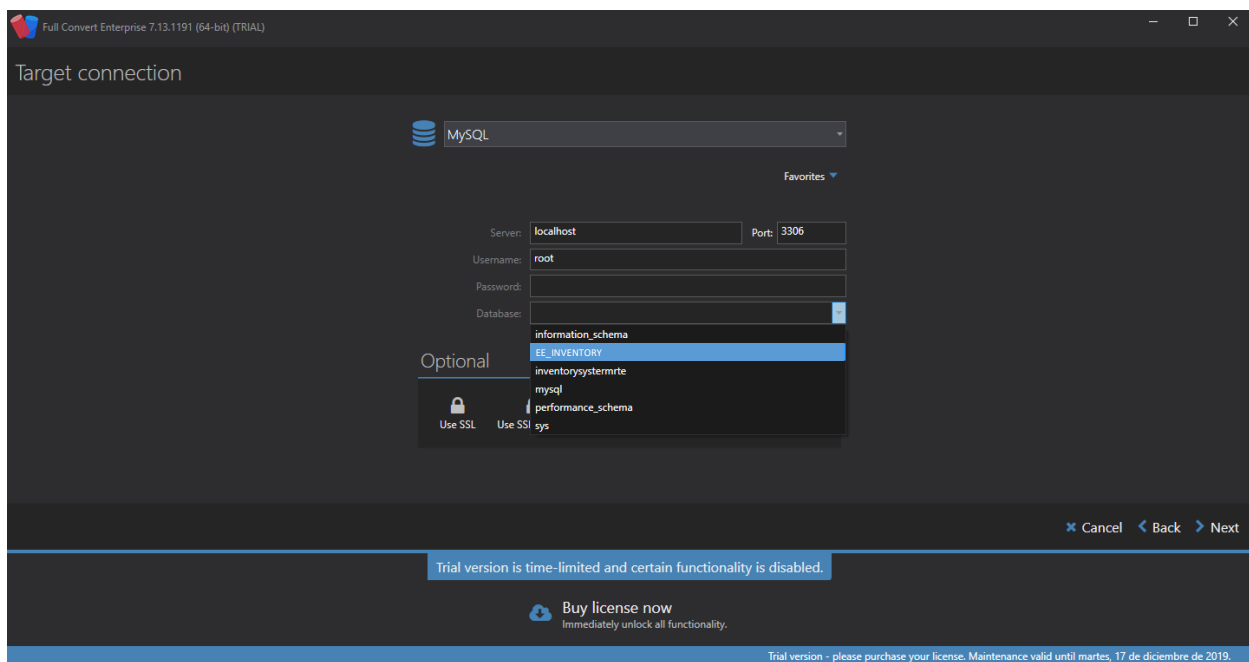 Full Convert Enterprise 7.13.1191 (64-bit) (TRIAL)
Target connection
MySQL
Favorites
Server: localhost Port: 3306
Username: root
Password:
Database:
information_schema
EE_INVENTORY
inventorysystermrte
mysql
performance_schema
sys
Optional
Use SSL Use SS
Cancel Back Next
Trial version is time-limited and certain functionality is disabled.
Buy license now
Immediately unlock all functionality.
Trial version - please purchase your license. Maintenance valid until martes, 17 de diciembre de 2019.